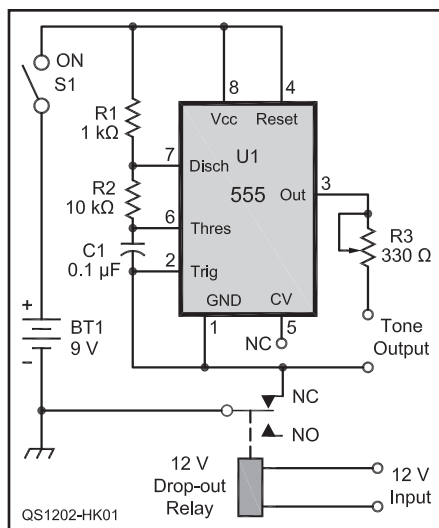 ON
S1
R1
1 kΩ
R2
10 kΩ
C1
0.1 µF
8
4
Vcc
Reset
7
Disch
U1
555
3
Out
6
Thres
2
Trig
GND
CV
1
5
NC
R3
330 Ω
Tone
Output
+
BT1
9 V
–
NC
NO
12 V
Drop-out
Relay
12 V
Input
QS1202-HK01